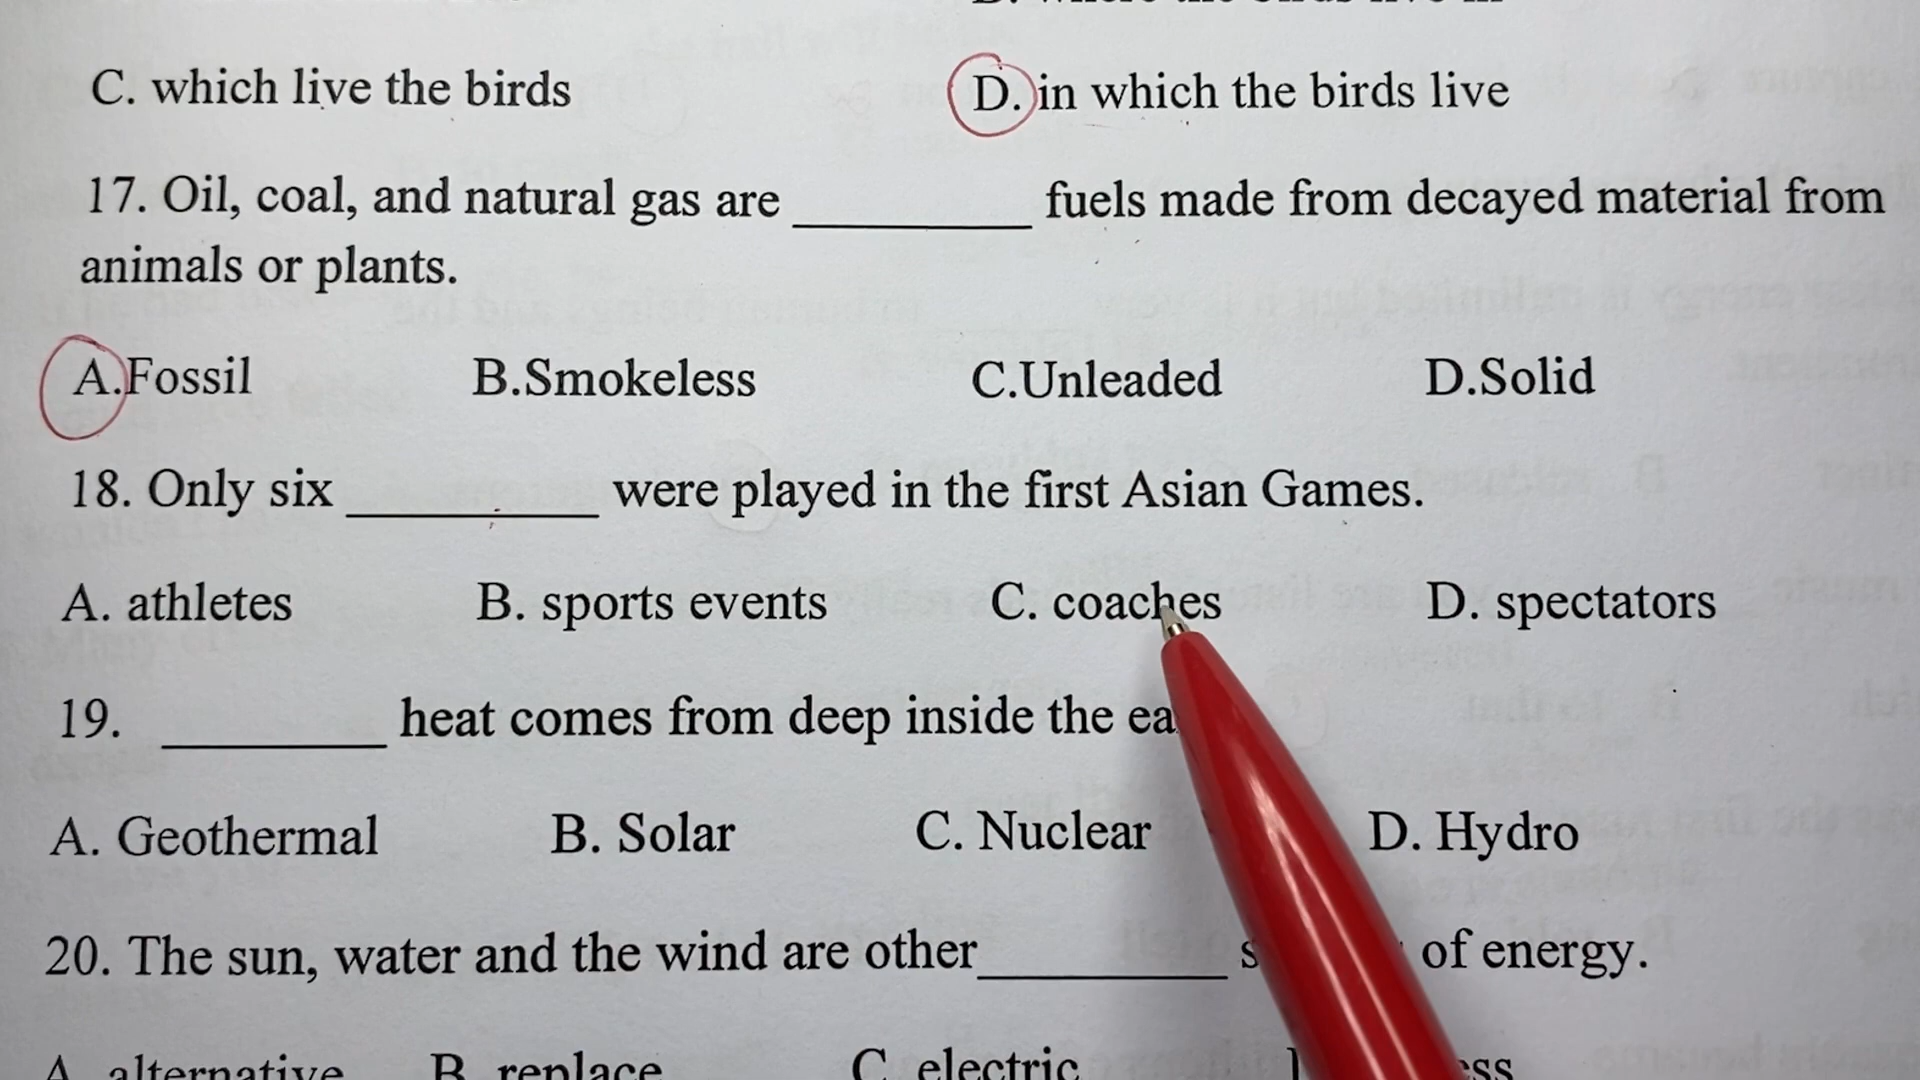 C. which live the birds D. in which the birds live
17. Oil, coal, and natural gas are __________ fuels made from decayed material from
animals or plants.
A.Fossil B.Smokeless C.Unleaded D.Solid
18. Only six __________ were played in the first Asian Games.
A. athletes B. sports events C. coaches D. spectators
19. __________ heat comes from deep inside the
A. Geothermal B. Solar C. Nuclear D. Hydro
20. The sun, water and the wind are other__________ of energy.
A. alternative B. replace C. electric